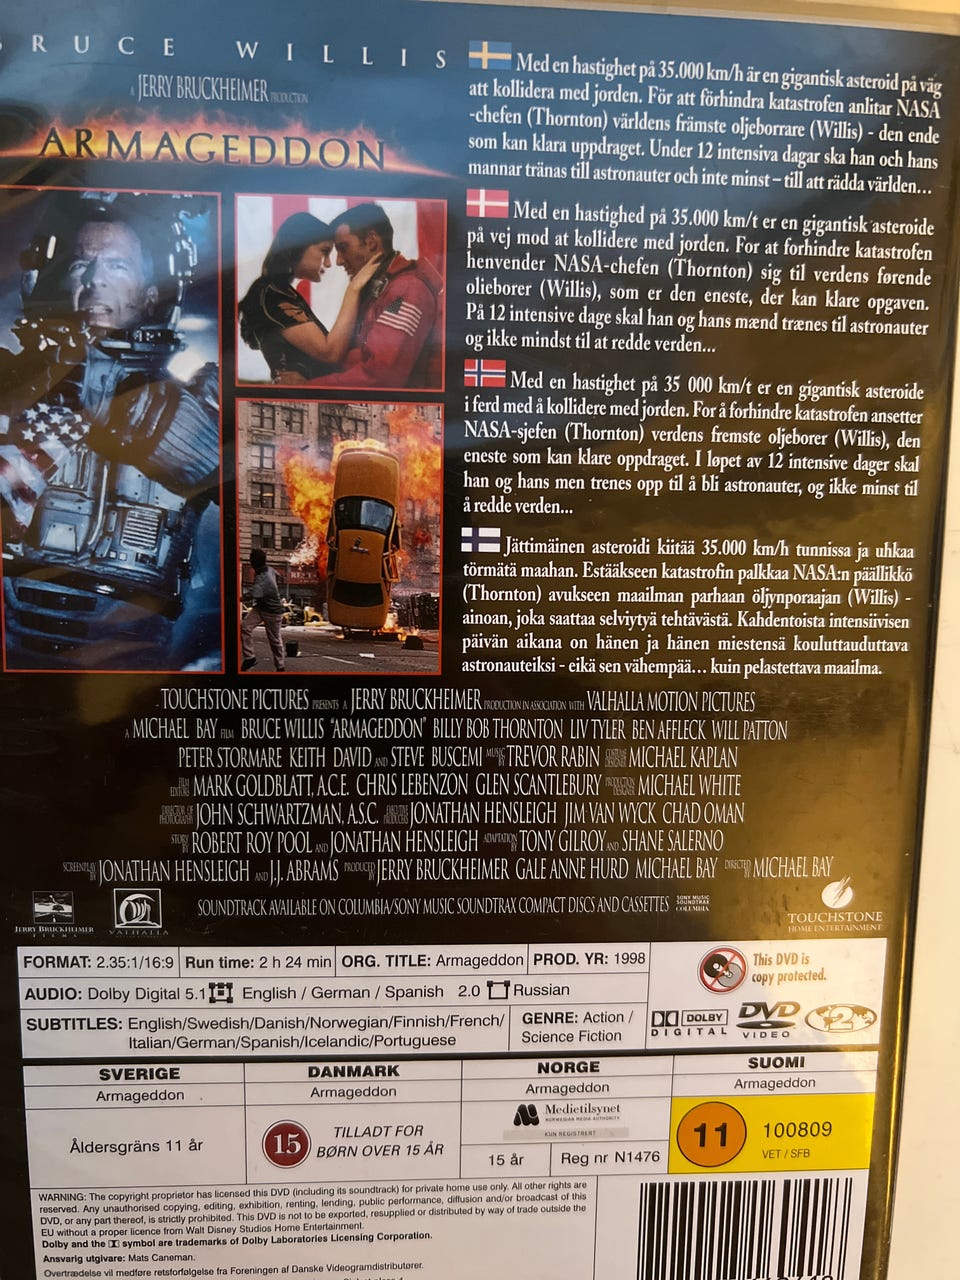 BRUCE WILLIS
A JERRY BRUCKHEIMER PRODUCTION
ARMAGEDDON
Med en hastighet på 35.000 km/h är en gigantisk asteroid på väg
att kollidera med jorden. För att förhindra katastrofen anlitar NASA
-chefen (Thornton) världens främste oljeborrare (Willis) - den ende
som kan klara uppdraget. Under 12 intensiva dagar ska han och hans
mannar tränas till astronauter och inte minst – till att rädda världen...
Med en hastighed på 35.000 km/t er en gigantisk asteroide
på vej mod at kollidere med jorden. For at forhindre katastrofen
henvender NASA-chefen (Thornton) sig til verdens førende
olieborer (Willis), som er den eneste, der kan klare opgaven.
På 12 intensive dage skal han og hans mænd trænes til astronauter
og ikke mindst til at redde verden...
Med en hastighet på 35 000 km/t er en gigantisk asteroide
i ferd med å kollidere med jorden. For å forhindre katastrofen ansetter
NASA-sjefen (Thornton) verdens fremste oljeborer (Willis), den
eneste som kan klare oppdraget. I løpet av 12 intensive dager skal
han og hans men trenes opp til å bli astronauter, og ikke minst til
å redde verden...
Jättimäinen asteroidi kiitää 35.000 km/h tunnissa ja uhkaa
törmätä maahan. Estääkseen katastrofin palkkaa NASA:n päällikkö
(Thornton) avukseen maailman parhaan öljynporaajan (Willis) -
ainoan, joka saattaa selviytyä tehtävästä. Kahdentoista intensiivisen
päivän aikana on hänen ja hänen miestensä kouluttauduttava
astronauteiksi - eikä sen vähempää... kuin pelastettava maailma.
TOUCHSTONE PICTURES PRESENTS A JERRY BRUCKHEIMER PRODUCTION IN ASSOCIATION WITH VALHALLA MOTION PICTURES
A MICHAEL BAY FILM BRUCE WILLIS "ARMAGEDDON" BILLY BOB THORNTON LIV TYLER BEN AFFLECK WILL PATTON
PETER STORMARE KEITH DAVID AND STEVE BUSCEMI MUSIC BY TREVOR RABIN COSTUME DESIGNER MICHAEL KAPLAN
FILM EDITORS MARK GOLDBLATT, A.C.E. CHRIS LEBENZON GLEN SCANTLEBURY PRODUCTION DESIGNER MICHAEL WHITE
DIRECTOR OF PHOTOGRAPHY JOHN SCHWARTZMAN, A.S.C. EXECUTIVE PRODUCERS JONATHAN HENSLEIGH JIM VAN WYCK CHAD OMAN
STORY BY ROBERT ROY POOL AND JONATHAN HENSLEIGH ADAPTATION BY TONY GILROY AND SHANE SALERNO
SCREENPLAY BY JONATHAN HENSLEIGH AND J.J. ABRAMS PRODUCED BY JERRY BRUCKHEIMER GALE ANNE HURD MICHAEL BAY DIRECTED BY MICHAEL BAY
SOUNDTRACK AVAILABLE ON COLUMBIA/SONY MUSIC SOUNDTRAX COMPACT DISCS AND CASSETTES SONY MUSIC SOUNDTRAX COLUMBIA
JERRY BRUCKHEIMER
FILMS
VALHALLA
TOUCHSTONE
HOME ENTERTAINMENT
FORMAT: 2.35:1/16:9 Run time: 2 h 24 min ORG. TITLE: Armageddon PROD. YR: 1998
AUDIO: Dolby Digital 5.1 English / German / Spanish 2.0 Russian
SUBTITLES: English/Swedish/Danish/Norwegian/Finnish/French/
Italian/German/Spanish/Icelandic/Portuguese
GENRE: Action /
Science Fiction
This DVD is
copy protected.
DOLBY
DIGITAL
DVD
VIDEO
2
SVERIGE
Armageddon
Åldersgräns 11 år
DANMARK
Armageddon
15
TILLADT FOR
BØRN OVER 15 ÅR
NORGE
Armageddon
Medietilsynet
NORWEGIAN MEDIA AUTHORITY
KUN REGISTRERT
15 år Reg nr N1476
SUOMI
Armageddon
11
100809
VET / SFB
WARNING: The copyright proprietor has licensed this DVD (including its soundtrack) for private home use only. All other rights are
reserved. Any unauthorised copying, editing, exhibition, renting, lending, public performance, diffusion and/or broadcast of this
DVD, or any part thereof, is strictly prohibited. This DVD is not to be exported, resupplied or distributed by way of trade outside the
EU without a proper licence from Walt Disney Studios Home Entertainment.
Dolby and the symbol are trademarks of Dolby Laboratories Licensing Corporation.
Ansvarig utgivare: Mats Caneman.
Overtrædelse vil medføre retsforfølgelse fra Foreningen af Danske Videogramdistributører.